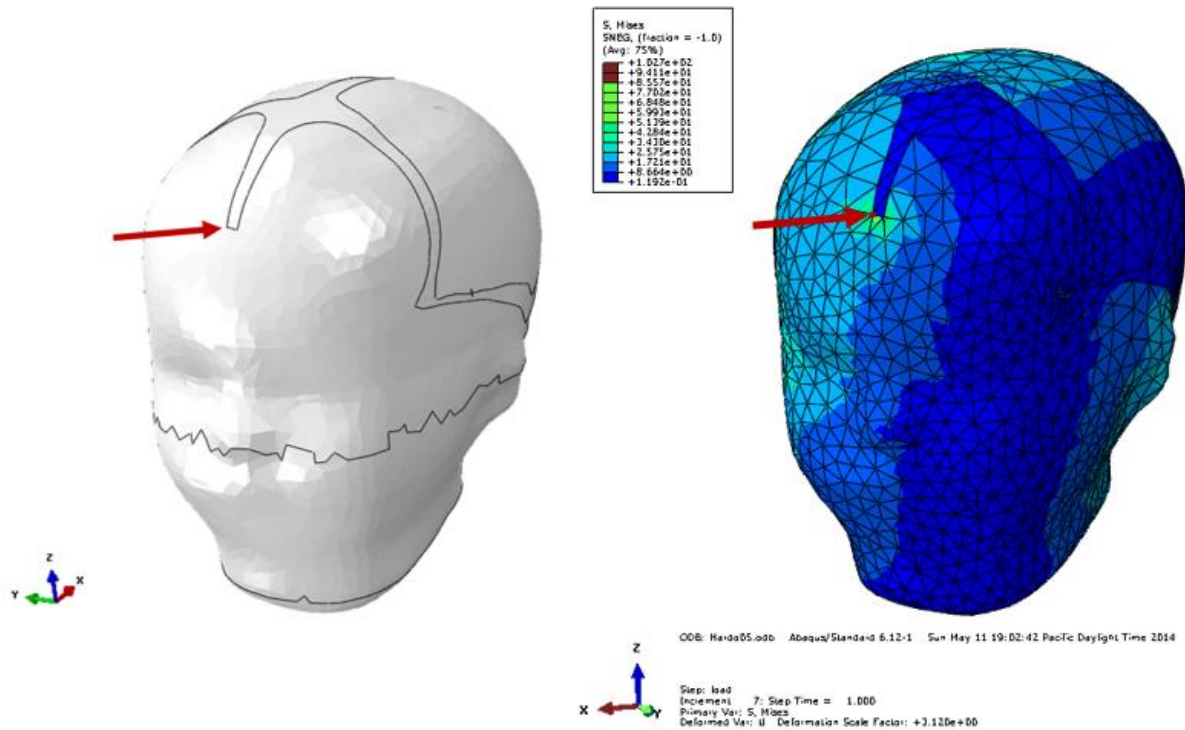 S, Mises
SNEG, (fraction = -1.0)
(Avg: 75%)
+1.027e+02
+9.411e+01
+8.557e+01
+7.702e+01
+6.848e+01
+5.993e+01
+5.139e+01
+4.284e+01
+3.430e+01
+2.575e+01
+1.721e+01
+8.664e+00
+1.192e-01
Z
Y
X
Z
X
Y
ODB: Abaqus/Standard 6.12-1 Sun May 11 19:02:42 Pacific Daylight Time 2014
Step: load
Increment 7: Step Time = 1.000
Primary Var: S, Mises
Deformed Var: U Deformation Scale Factor: +3.120e+00